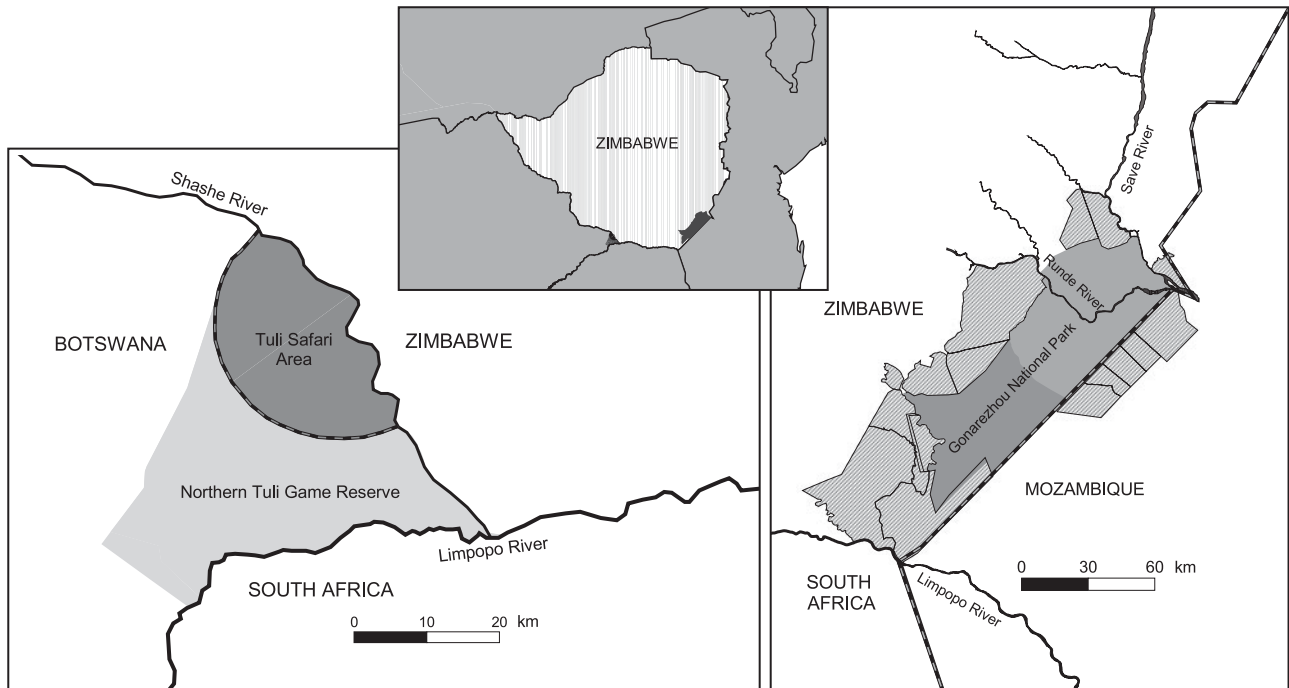 Shashe River
BOTSWANA
Tuli Safari
Area
ZIMBABWE
Northern Tuli Game Reserve
Limpopo River
SOUTH AFRICA
0 10 20 km
ZIMBABWE
Save River
Runde River
ZIMBABWE
Gonarezhou National Park
MOZAMBIQUE
SOUTH
AFRICA
Limpopo River
0 30 60 km